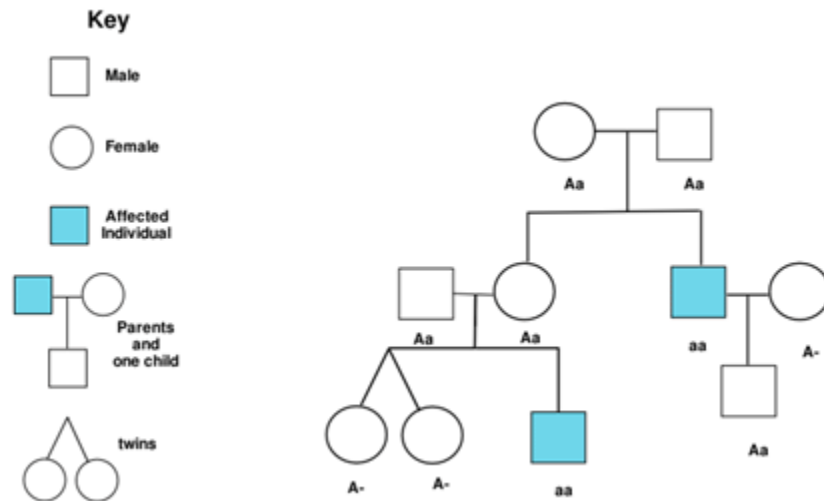 Key
Male
Female
Affected
Individual
Parents
and
one child
twins
Aa Aa
Aa Aa aa A-
Aa
A- A- aa